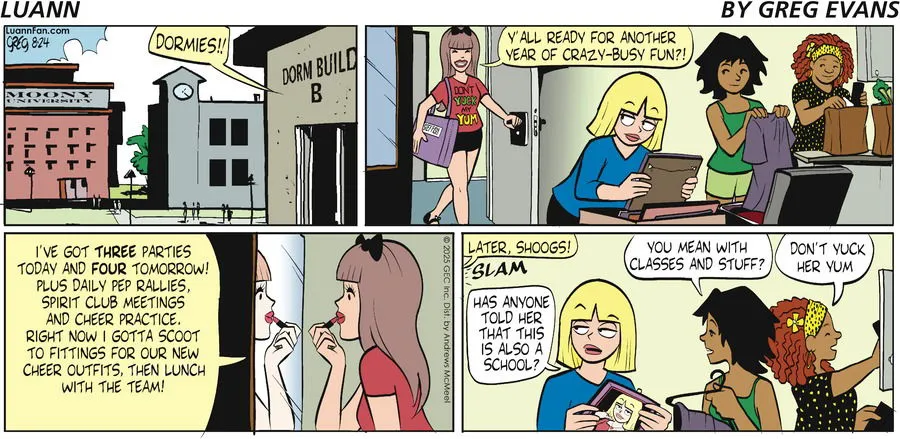 LUANN
BY GREG EVANS
LuannFan.com
GREG, 8·24
DORMIES!!
MOONY
UNIVERSITY
DORM BUILD
B
Y'ALL READY FOR ANOTHER
YEAR OF CRAZY-BUSY FUN?!
DON'T
YUCK
MY
YUM
I'VE GOT THREE PARTIES
TODAY AND FOUR TOMORROW!
PLUS DAILY PEP RALLIES,
SPIRIT CLUB MEETINGS
AND CHEER PRACTICE.
RIGHT NOW I GOTTA SCOOT
TO FITTINGS FOR OUR NEW
CHEER OUTFITS, THEN LUNCH
WITH THE TEAM!
© 2025 GEC Inc. Dist. by Andrews McMeel
LATER, SHOOGS!
SLAM
HAS ANYONE
TOLD HER
THAT THIS
IS ALSO A
SCHOOL?
YOU MEAN WITH
CLASSES AND STUFF?
DON'T YUCK
HER YUM